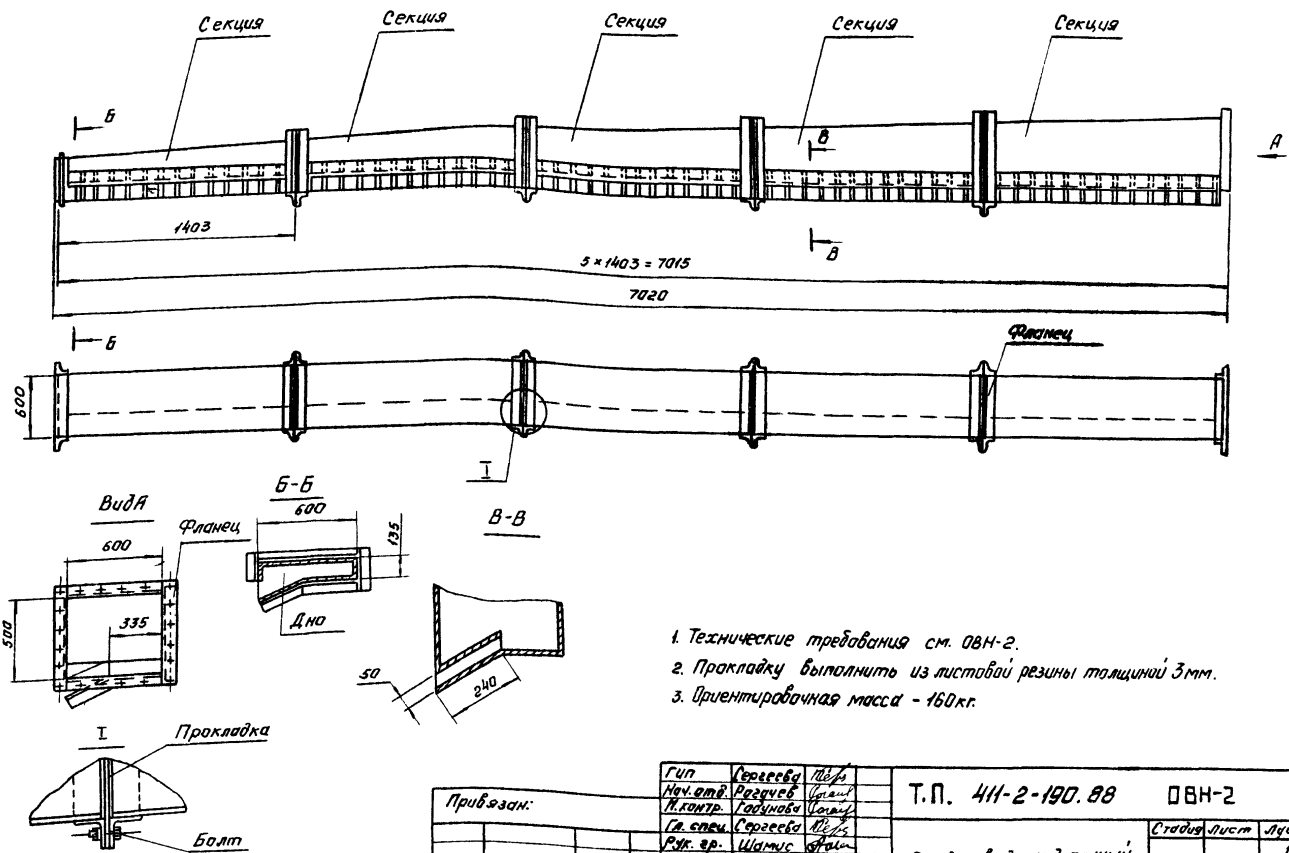 Секция
Секция
Секция
Секция
Секция
Б
В
А
1403
В
5 × 1403 = 7015
7020
Б
Фланец
600
I
Вид А
Фланец
600
500
335
Б-Б
600
135
Дно
В-В
50
240
I
Прокладка
Болт
1. Технические требования см. ОВН-2.
2. Прокладку выполнить из листовой резины толщиной 3мм.
3. Ориентировочная масса - 160кг.
Привязан:
Гип Сергеева
Нач. отд. Рагачев
Н.контр. Годунова
Гл. спец. Сергеева
Рук. гр. Шамис
Т.П. 411-2-190.88 ОВН-2
Стадия Лист